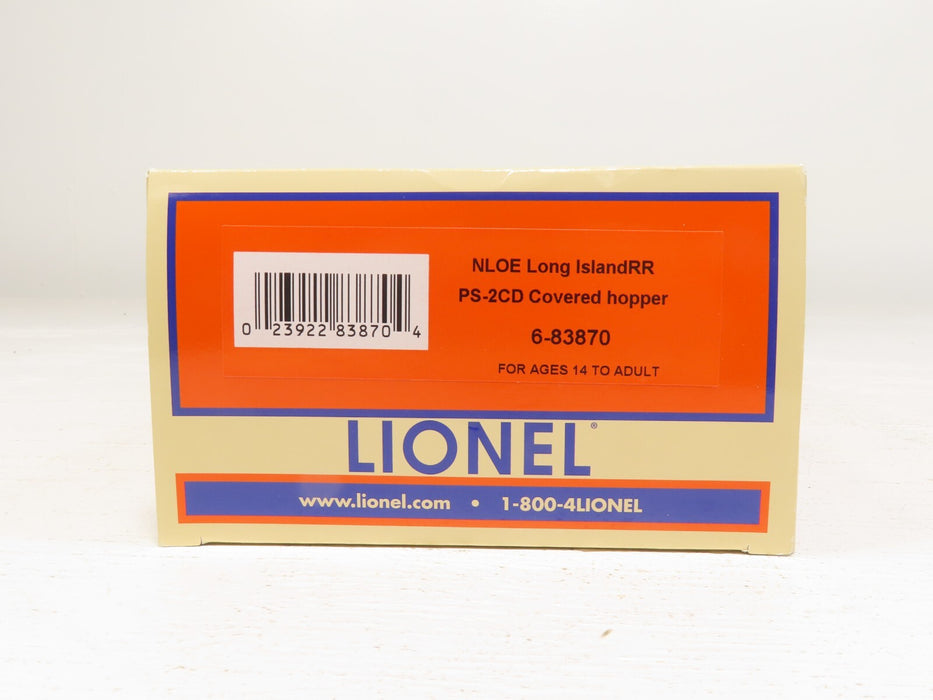 NLOE Long IslandRR
PS-2CD Covered hopper
6-83870
FOR AGES 14 TO ADULT
0 23922 83870 4
LIONEL®
www.lionel.com • 1-800-4LIONEL